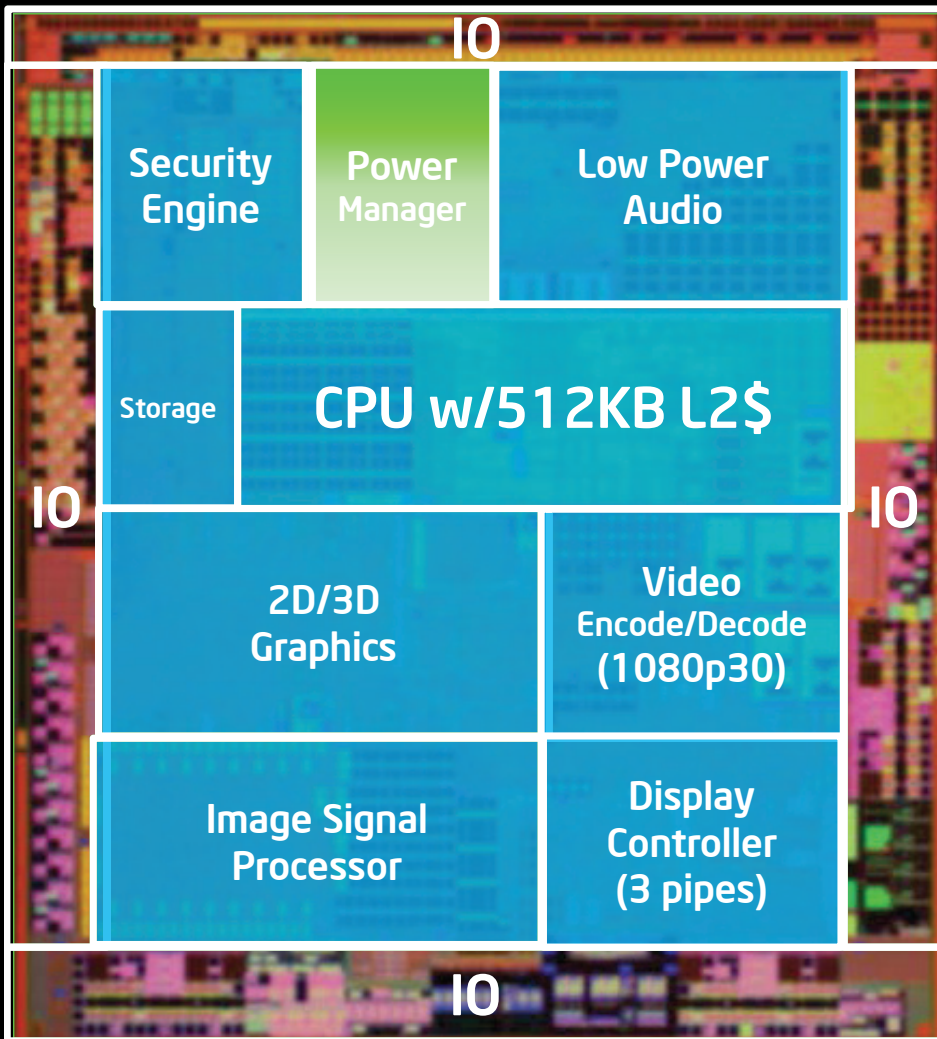 IO
Security
Engine
Power
Manager
Low Power
Audio
Storage
CPU w/512KB L2$
IO
IO
2D/3D
Graphics
Video
Encode/Decode
(1080p30)
Image Signal
Processor
Display
Controller
(3 pipes)
IO